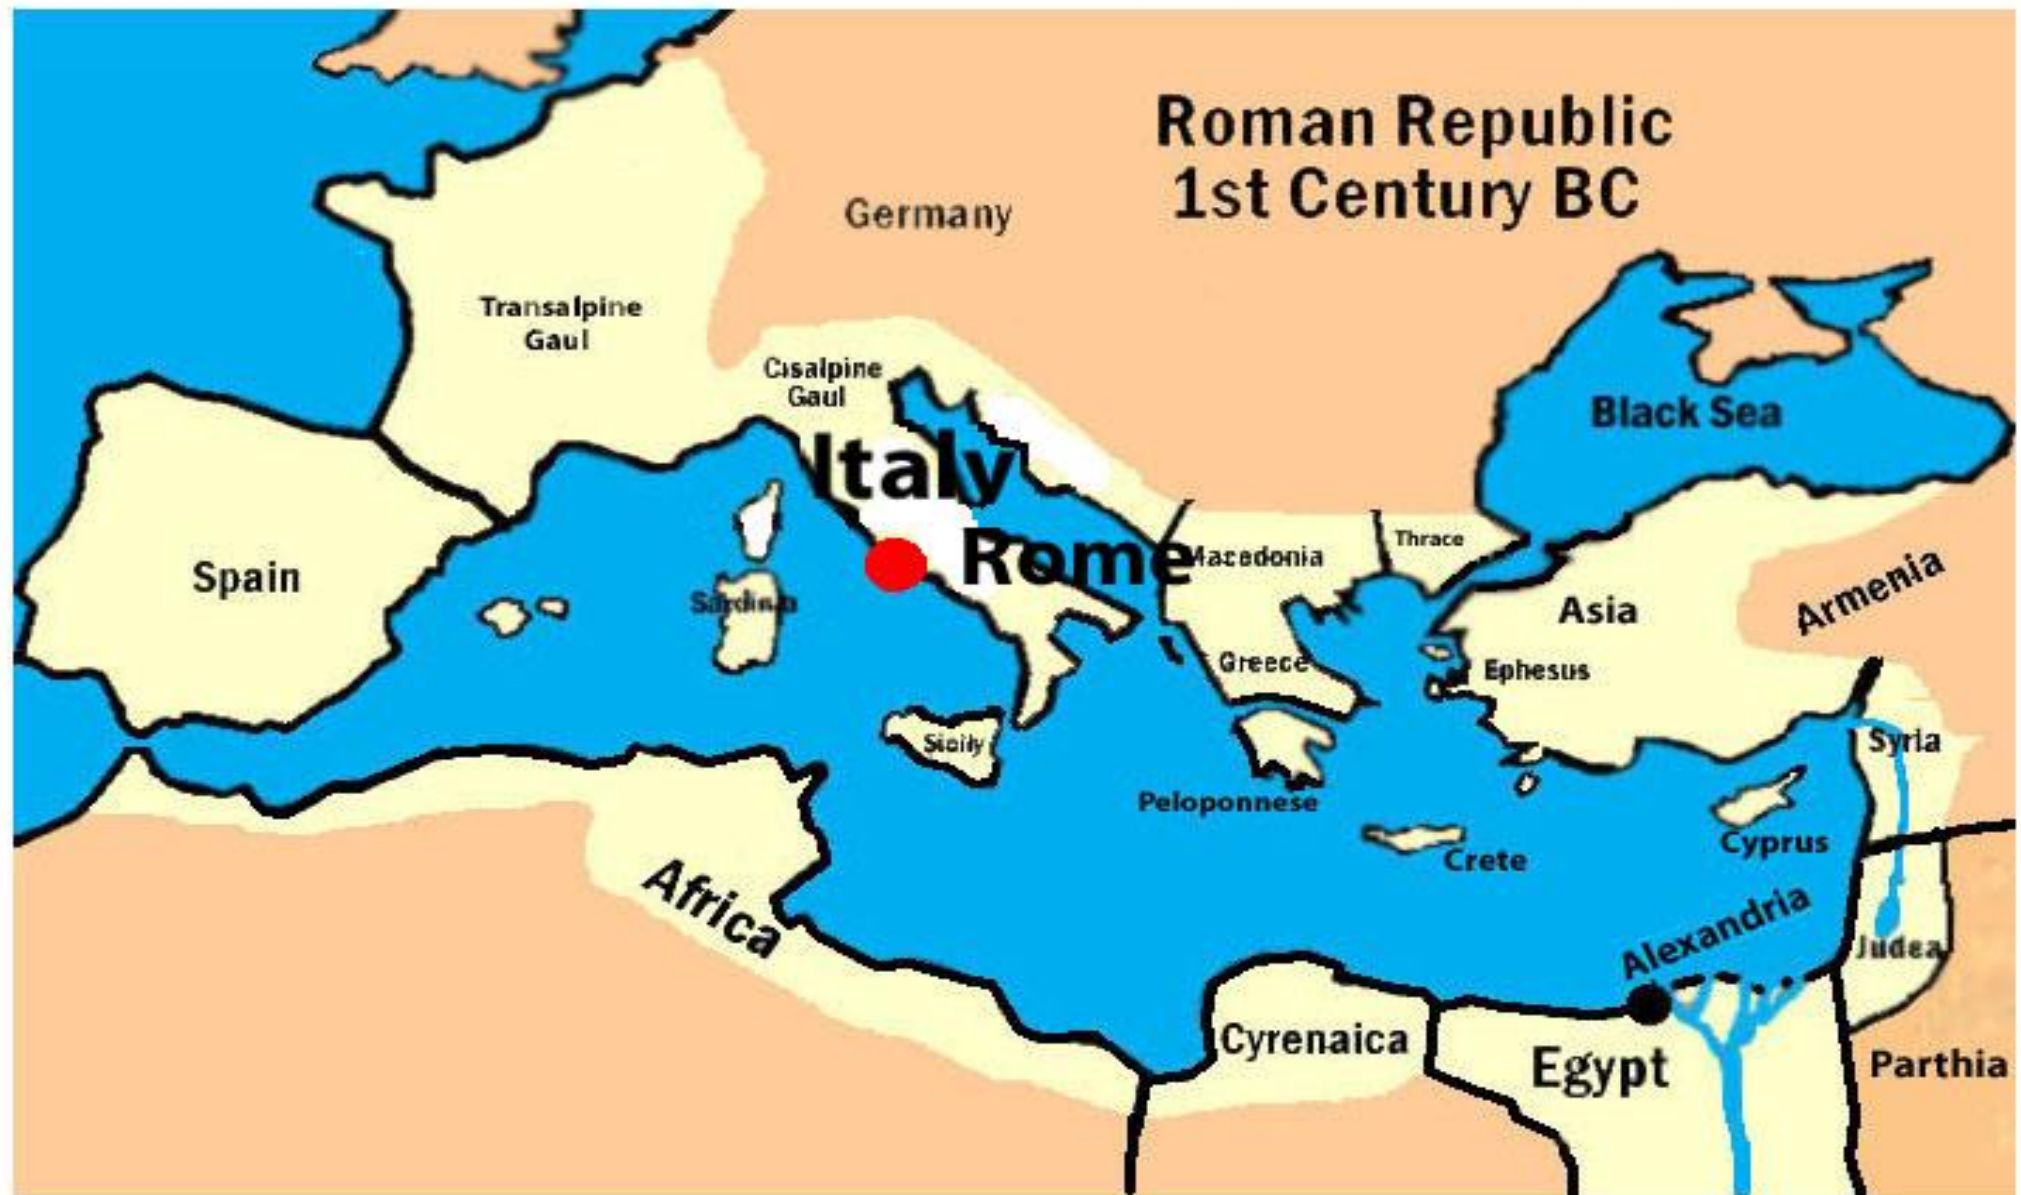 Roman Republic
1st Century BC
Germany
Transalpine
Gaul
Cisalpine
Gaul
Black Sea
Italy
Rome
Macedonia
Thrace
Spain
Sardinia
Asia
Armenia
Greece
Ephesus
Sicily
Syria
Peloponnese
Crete
Cyprus
Africa
Alexandria
Judea
Cyrenaica
Egypt
Parthia